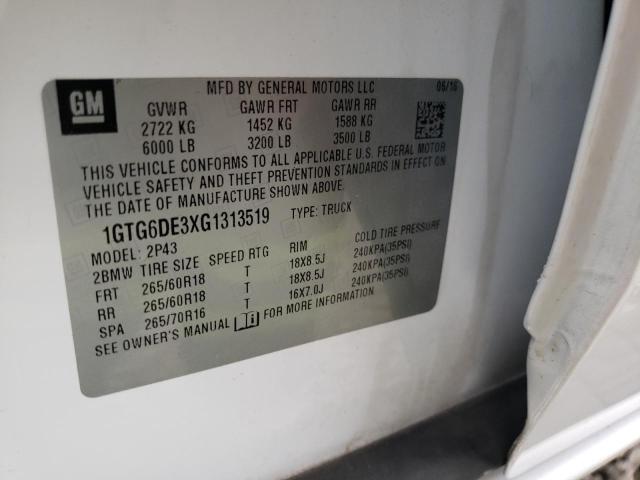 GM
MFD BY GENERAL MOTORS LLC 06/16
GVWR GAWR FRT GAWR RR
2722 KG 1452 KG 1588 KG
6000 LB 3200 LB 3500 LB
THIS VEHICLE CONFORMS TO ALL APPLICABLE U.S. FEDERAL MOTOR
VEHICLE SAFETY AND THEFT PREVENTION STANDARDS IN EFFECT ON
THE DATE OF MANUFACTURE SHOWN ABOVE.
1GTG6DE3XG1313519 TYPE: TRUCK
MODEL: 2P43
2BMW TIRE SIZE SPEED RTG RIM COLD TIRE PRESSURE
FRT 265/60R18 T 18X8.5J 240KPA(35PSI)
RR 265/60R18 T 18X8.5J 240KPA(35PSI)
SPA 265/70R16 T 16X7.0J 240KPA(35PSI)
SEE OWNER'S MANUAL FOR MORE INFORMATION